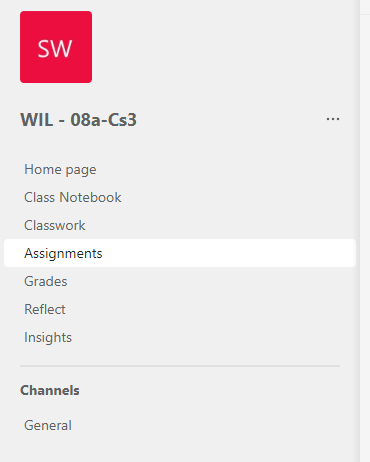 SW
WIL - 08a-Cs3 ...
Home page
Class Notebook
Classwork
Assignments
Grades
Reflect
Insights
Channels
General